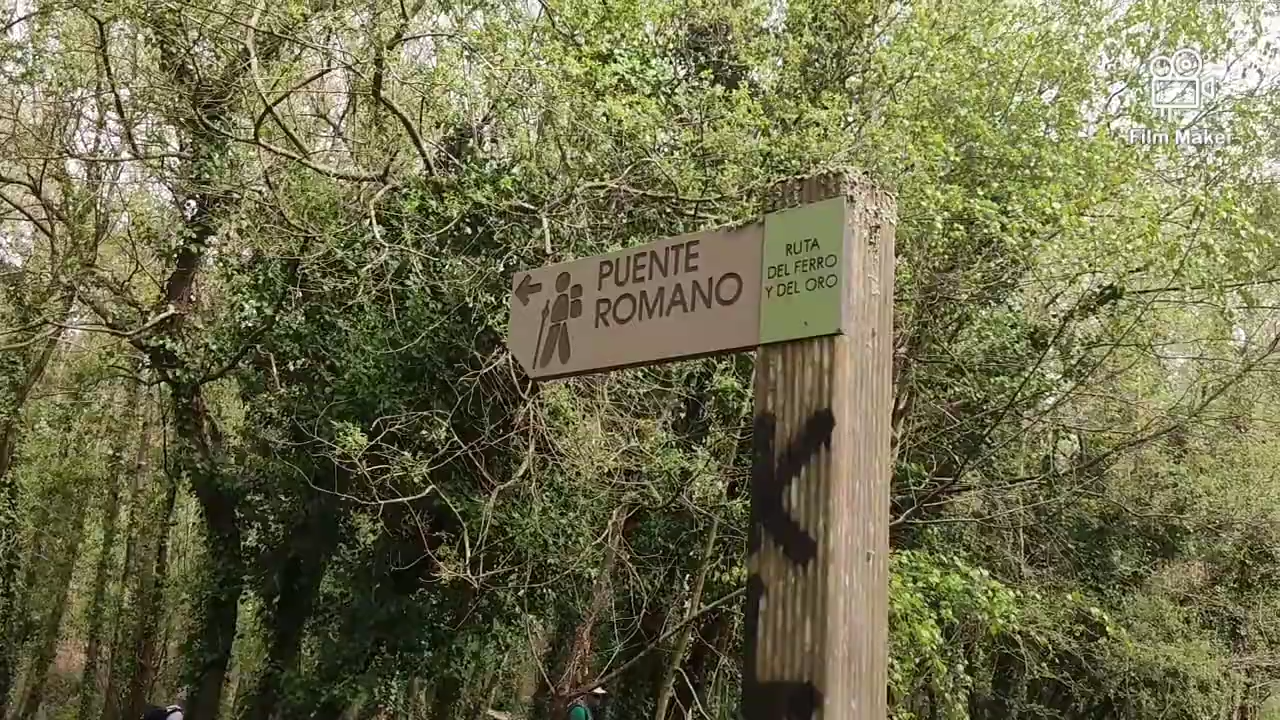 Film Maker
PUENTE
ROMANO
RUTA
DEL FERRO
Y DEL ORO
K